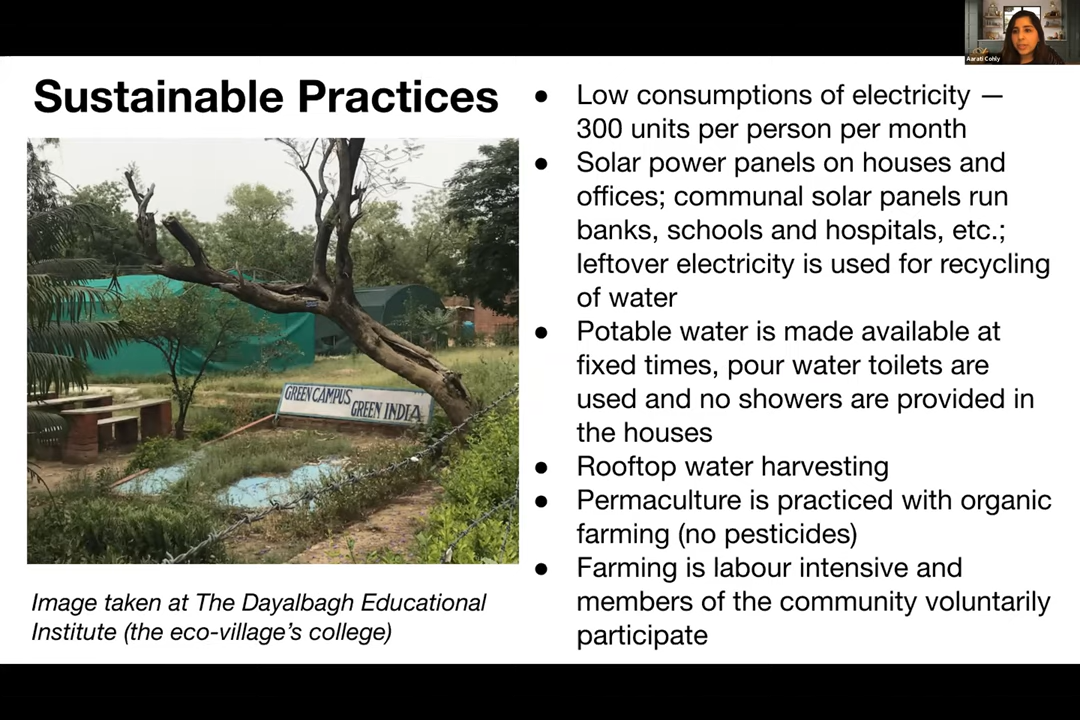 Aarati Cohly
Sustainable Practices
GREEN CAMPUS
GREEN INDIA
Image taken at The Dayalbagh Educational
Institute (the eco-village's college)
● Low consumptions of electricity —
300 units per person per month
● Solar power panels on houses and
offices; communal solar panels run
banks, schools and hospitals, etc.;
leftover electricity is used for recycling
of water
● Potable water is made available at
fixed times, pour water toilets are
used and no showers are provided in
the houses
● Rooftop water harvesting
● Permaculture is practiced with organic
farming (no pesticides)
● Farming is labour intensive and
members of the community voluntarily
participate